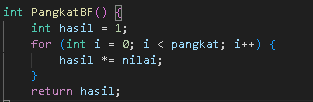 int PangkatBF() {
    int hasil = 1;
    for (int i = 0; i < pangkat; i++) {
        hasil *= nilai;
    }
    return hasil;